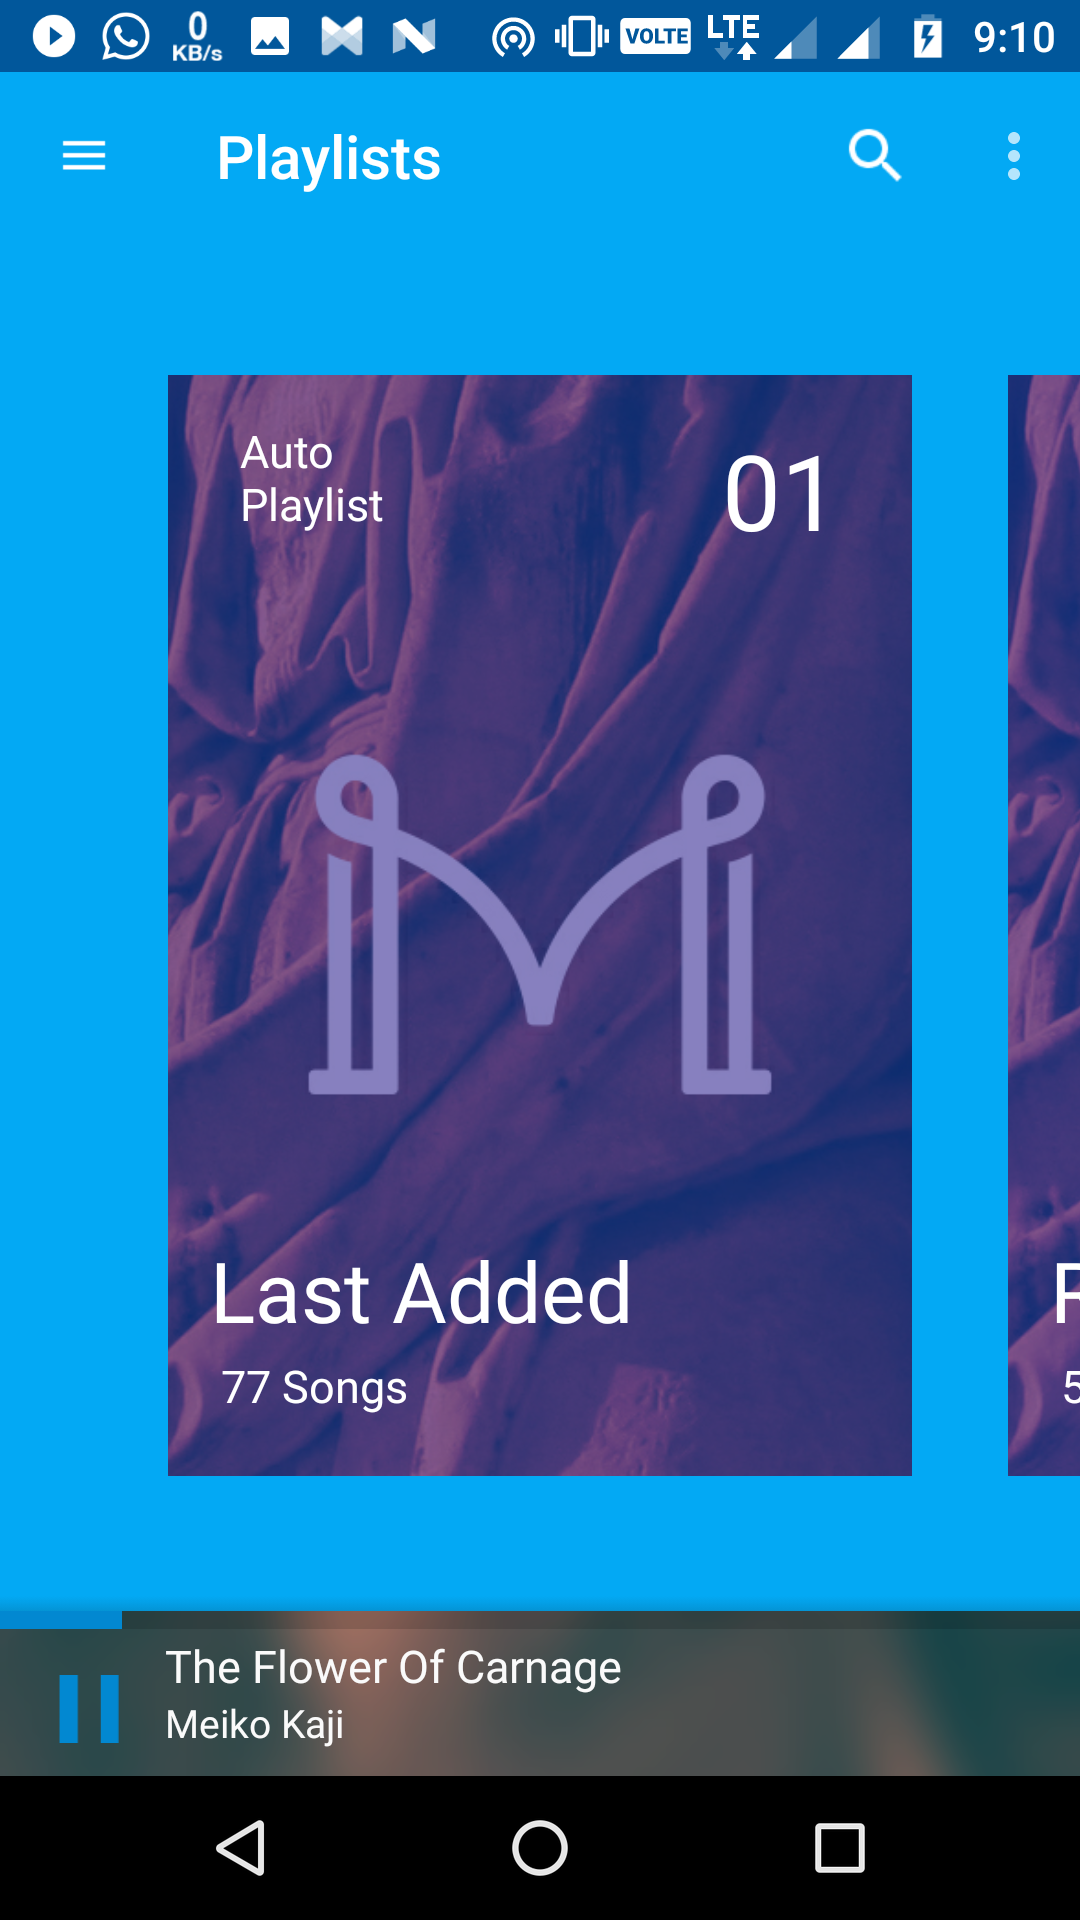 0
KB/s
VOLTE
LTE
9:10
Playlists
Auto
Playlist
01
Last Added
77 Songs
R
5
The Flower Of Carnage
Meiko Kaji